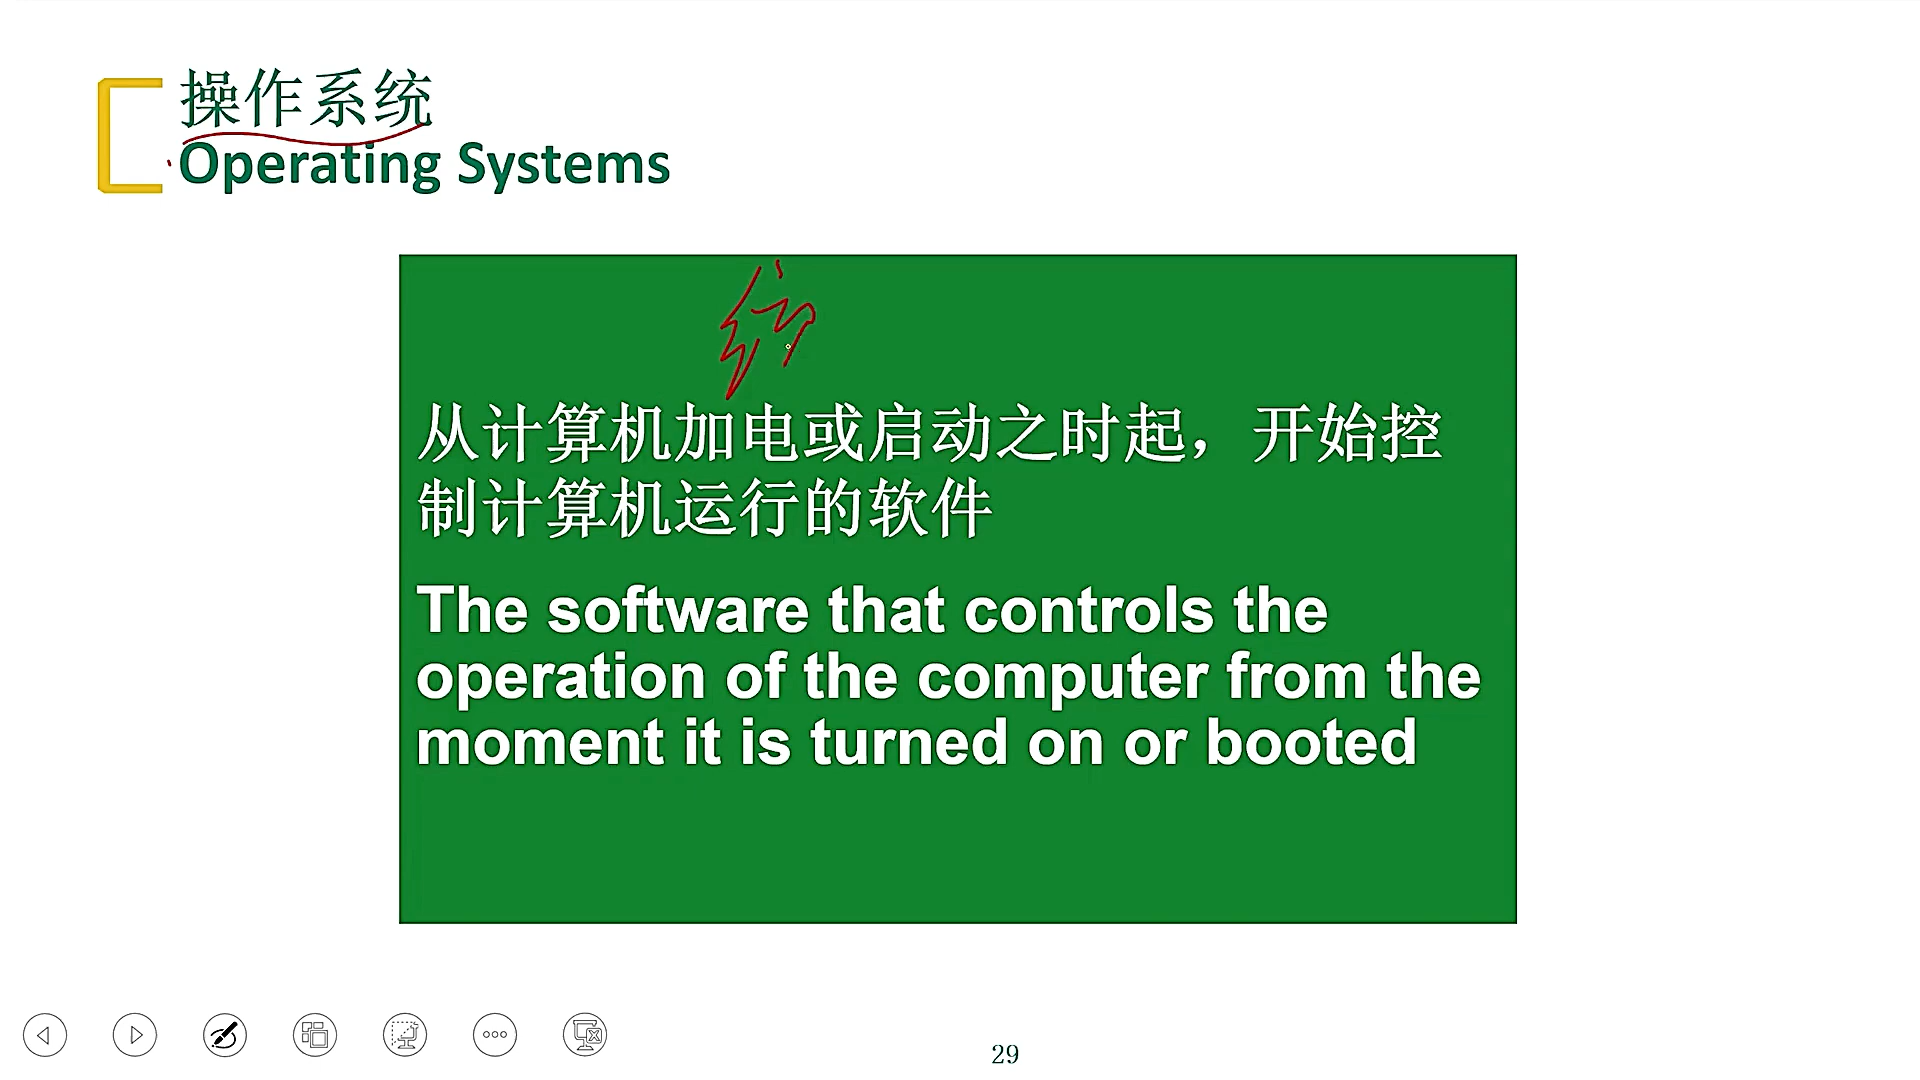 操作系统
Operating Systems
从计算机加电或启动之时起，开始控
制计算机运行的软件
The software that controls the
operation of the computer from the
moment it is turned on or booted
29